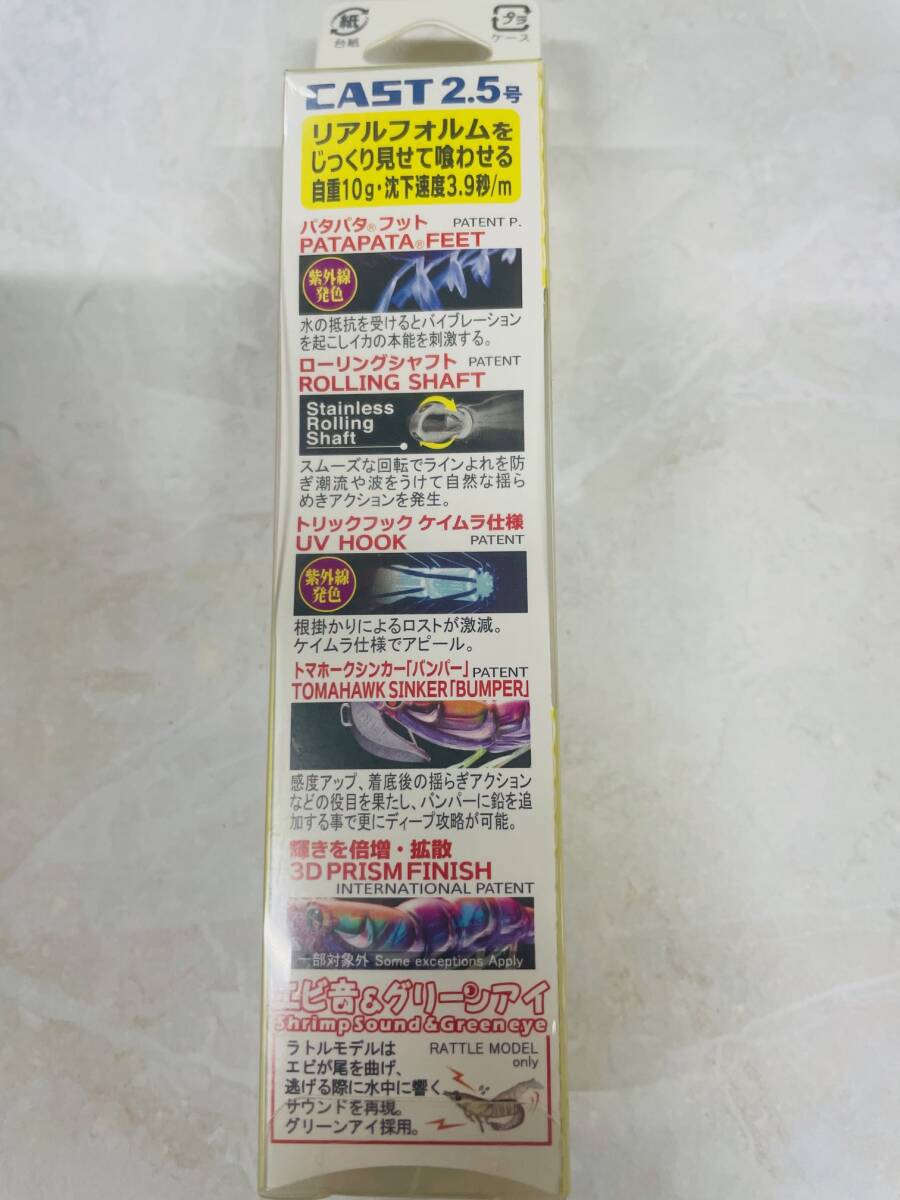 紙
台紙
プラ
ケース
CAST 2.5号
リアルフォルムを
じっくり見せて喰わせる
自重10g・沈下速度3.9秒/m
パタパタ®フット PATENT P.
PATAPATA®FEET
紫外線
発色
水の抵抗を受けるとバイブレーション
を起こしイカの本能を刺激する。
ローリングシャフト PATENT
ROLLING SHAFT
Stainless
Rolling
Shaft
スムーズな回転でラインよれを防
ぎ潮流や波をうけて自然な揺ら
めきアクションを発生。
トリックフック ケイムラ仕様
UV HOOK PATENT
紫外線
発色
根掛かりによるロストが激減。
ケイムラ仕様でアピール。
トマホークシンカー「バンパー」 PATENT
TOMAHAWK SINKER「BUMPER」
感度アップ、着底後の揺らぎアクション
などの役目を果たし、バンパーに鉛を追
加する事で更にディープ攻略が可能。
輝きを倍増・拡散
3D PRISM FINISH
INTERNATIONAL PATENT
一部対象外 Some exceptions Apply
エビ音&グリーンアイ
Shrimp Sound & Green eye
ラトルモデルは RATTLE MODEL
エビが尾を曲げ、 only
逃げる際に水中に響く
サウンドを再現。
グリーンアイ採用。